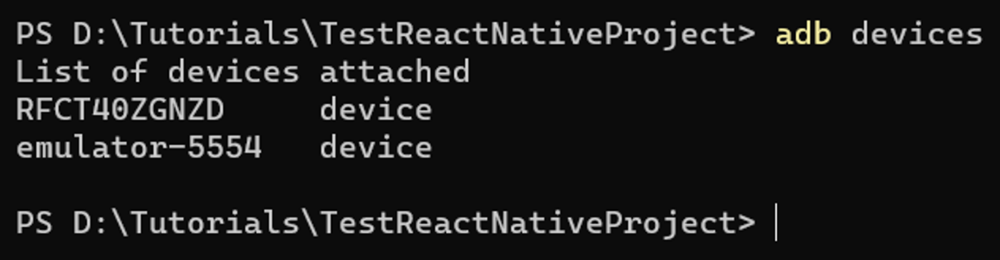 PS D:\Tutorials\TestReactNativeProject> adb devices
List of devices attached
RFCT40ZGNZD     device
emulator-5554   device
PS D:\Tutorials\TestReactNativeProject>